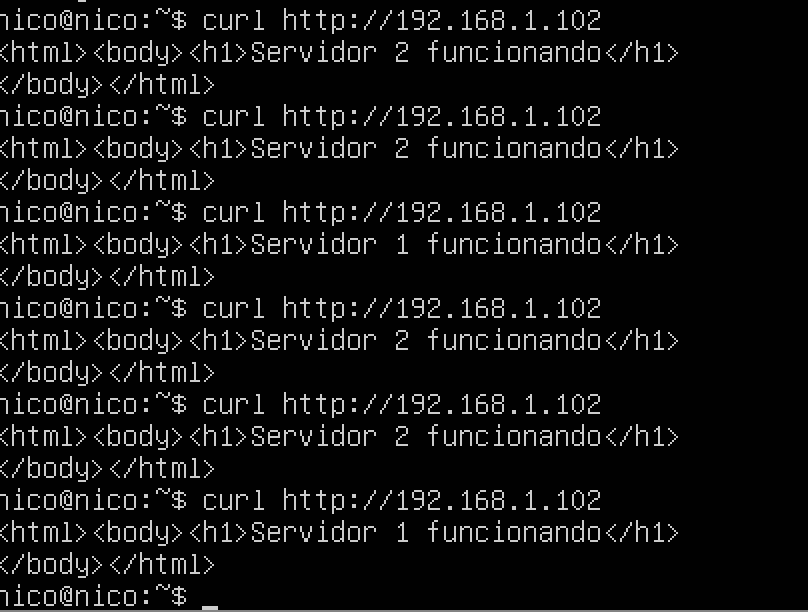 nico@nico:~$ curl http://192.168.1.102
<html><body><h1>Servidor 2 funcionando</h1>
</body></html>
nico@nico:~$ curl http://192.168.1.102
<html><body><h1>Servidor 2 funcionando</h1>
</body></html>
nico@nico:~$ curl http://192.168.1.102
<html><body><h1>Servidor 1 funcionando</h1>
</body></html>
nico@nico:~$ curl http://192.168.1.102
<html><body><h1>Servidor 2 funcionando</h1>
</body></html>
nico@nico:~$ curl http://192.168.1.102
<html><body><h1>Servidor 2 funcionando</h1>
</body></html>
nico@nico:~$ curl http://192.168.1.102
<html><body><h1>Servidor 1 funcionando</h1>
</body></html>
nico@nico:~$ _